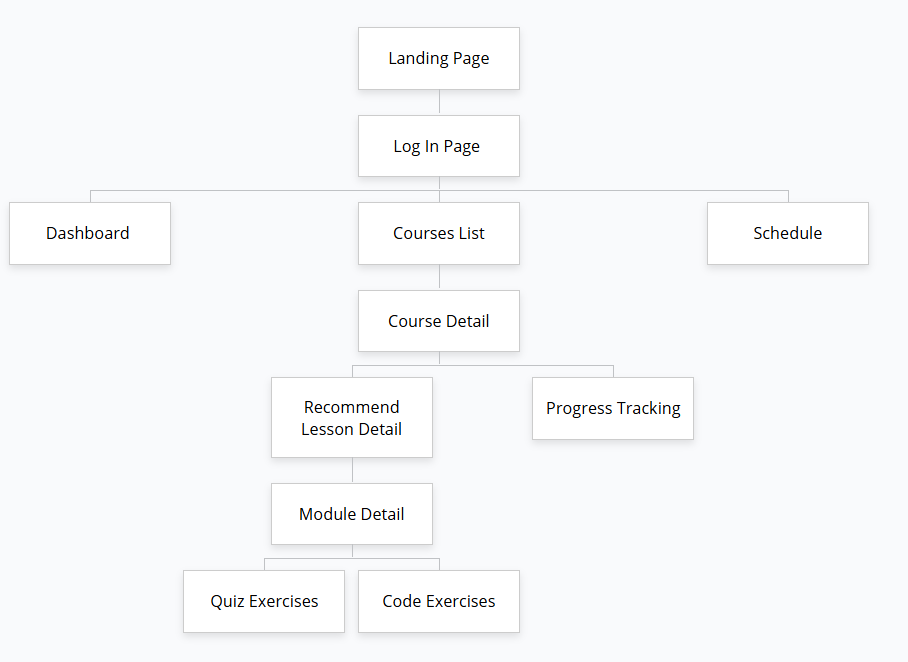 Landing Page
Log In Page
Dashboard
Courses List
Schedule
Course Detail
Recommend
Lesson Detail
Progress Tracking
Module Detail
Quiz Exercises
Code Exercises